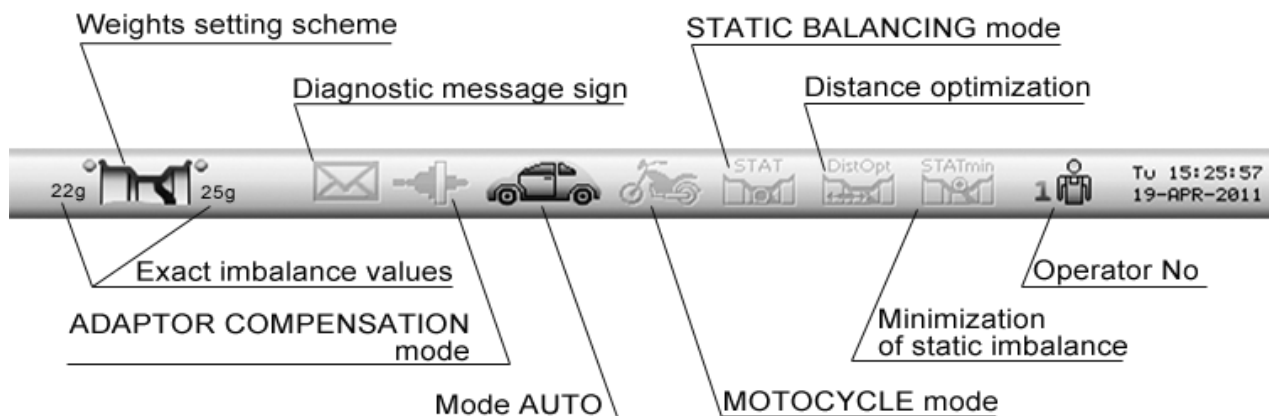 Weights setting scheme
STATIC BALANCING mode
Diagnostic message sign
Distance optimization
STAT
DistOpt
STATmin
22g
25g
1
Tu 15:25:57
19-APR-2011
Exact imbalance values
Operator No
ADAPTOR COMPENSATION
mode
Minimization
of static imbalance
Mode AUTO
MOTOCYCLE mode